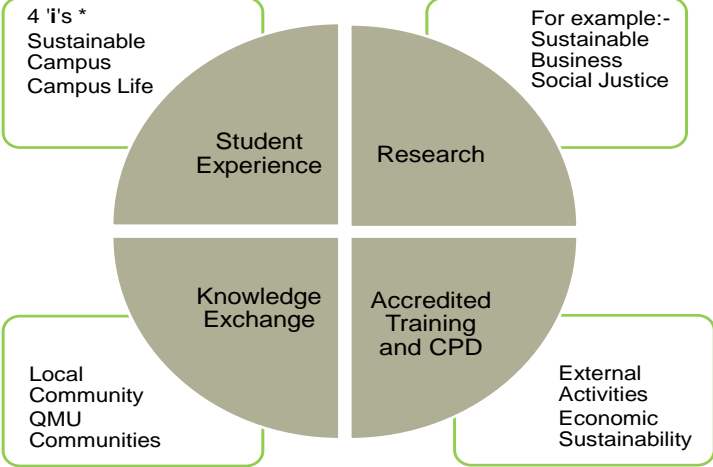 4 'i's *
Sustainable
Campus
Campus Life
For example:-
Sustainable
Business
Social Justice
Student
Experience
Research
Knowledge
Exchange
Accredited
Training
and CPD
Local
Community
QMU
Communities
External
Activities
Economic
Sustainability